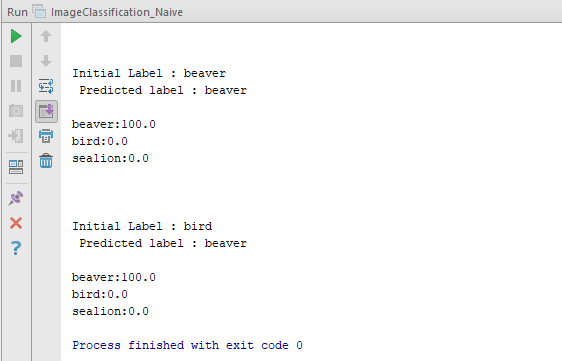 Run ImageClassification_Naive
Initial Label : beaver
Predicted label : beaver
beaver:100.0
bird:0.0
sealion:0.0
Initial Label : bird
Predicted label : beaver
beaver:100.0
bird:0.0
sealion:0.0
Process finished with exit code 0